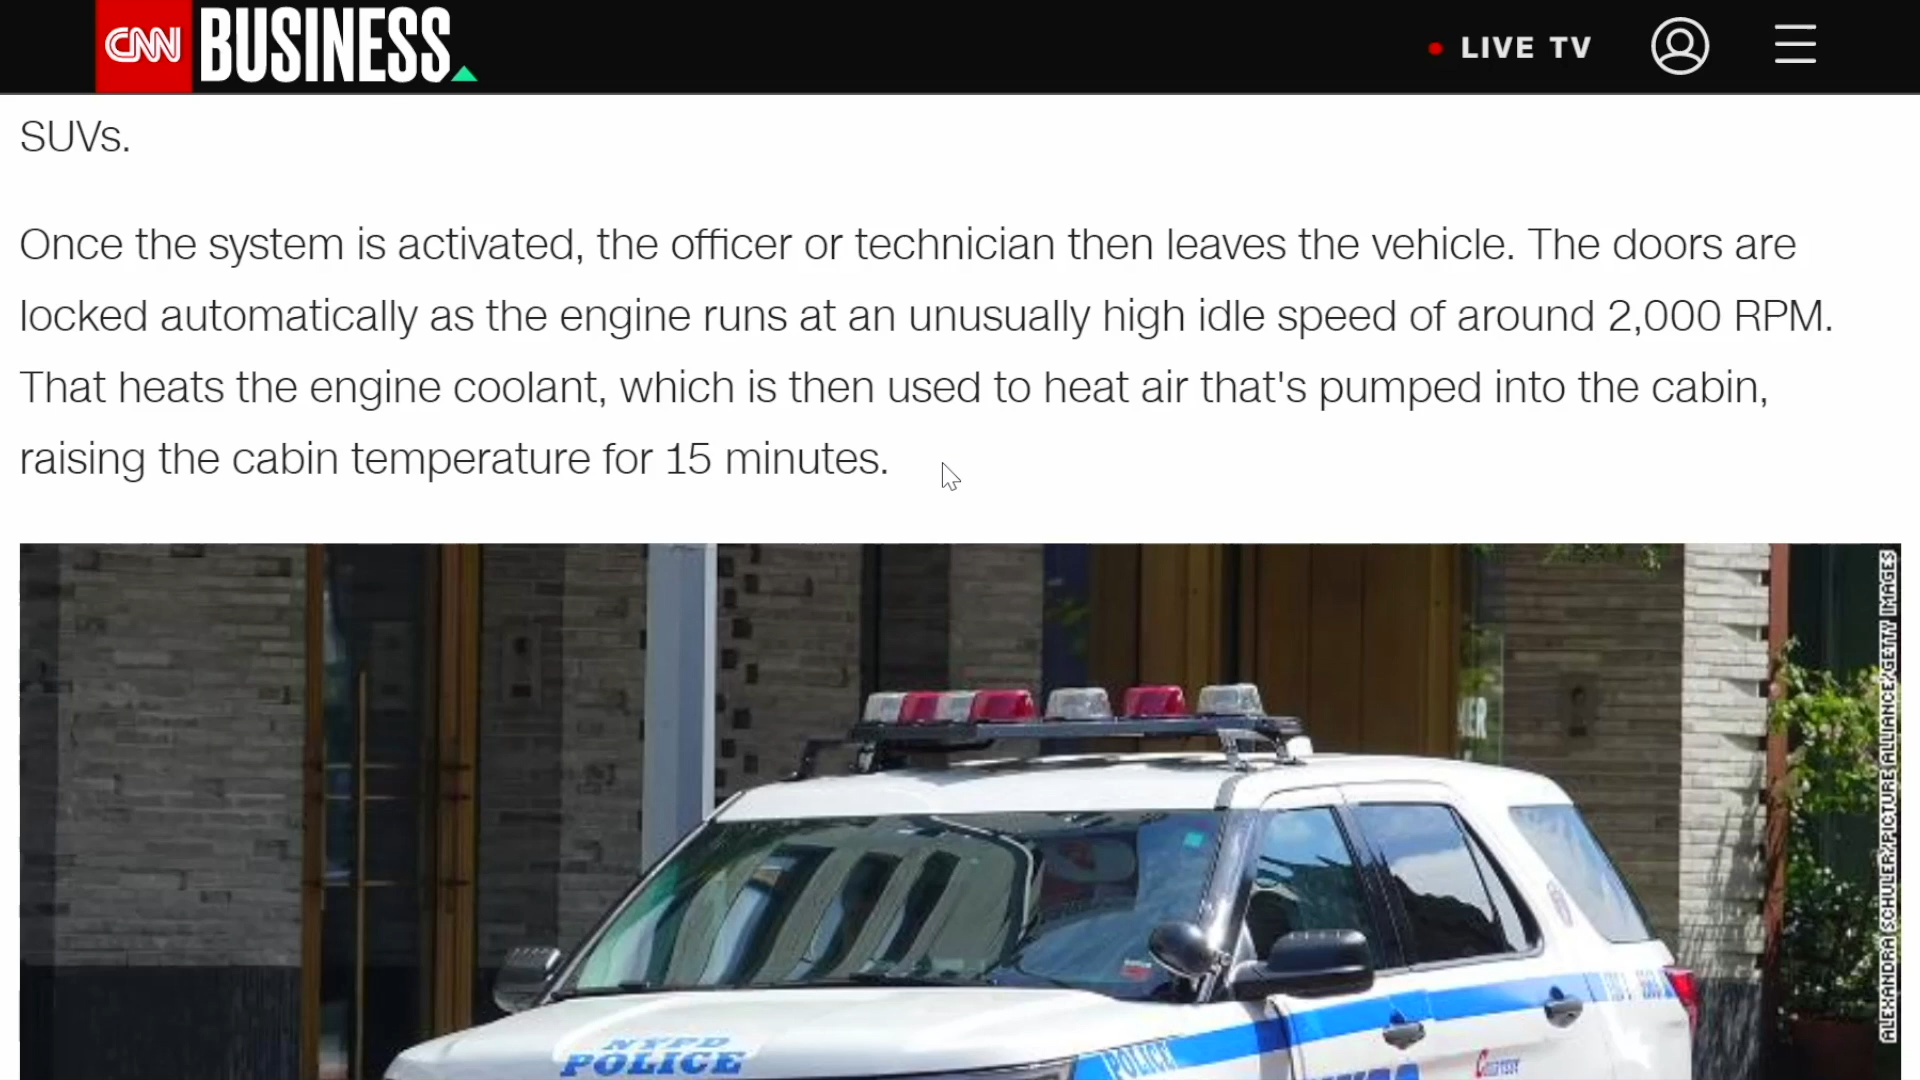 CNN BUSINESS
LIVE TV
SUVs.
Once the system is activated, the officer or technician then leaves the vehicle. The doors are
locked automatically as the engine runs at an unusually high idle speed of around 2,000 RPM.
That heats the engine coolant, which is then used to heat air that's pumped into the cabin,
raising the cabin temperature for 15 minutes.
ALEXANDRA SCHULER/PICTURE ALLIANCE/GETTY IMAGES
NYPD
POLICE
POLICE
Courtesy